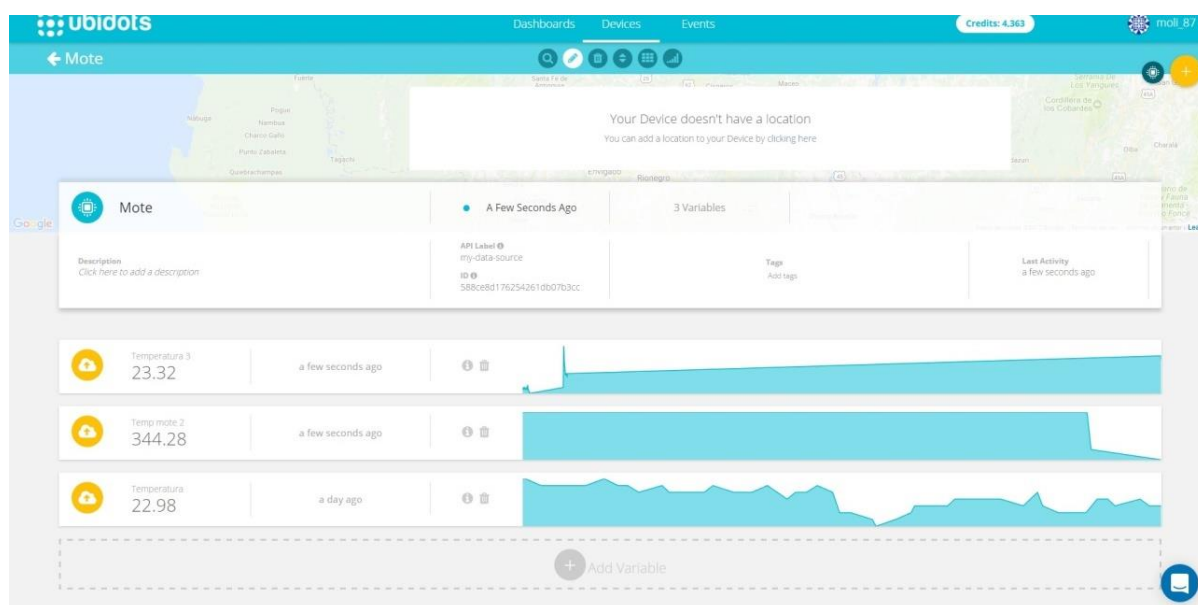 ubidots
Dashboards Devices Events
Credits: 4,363
moli_87
Mote
Your Device doesn't have a location
You can add a location to your Device by clicking here
Google
Mote
A Few Seconds Ago
3 Variables
Description
Click here to add a description
API Label
my-data-source
ID
588ce8d176254261db07b3cc
Tags
Add tags
Last Activity
a few seconds ago
Temperatura 3
23.32
a few seconds ago
Temp mote 2
344.28
a few seconds ago
Temperatura
22.98
a day ago
Add Variable